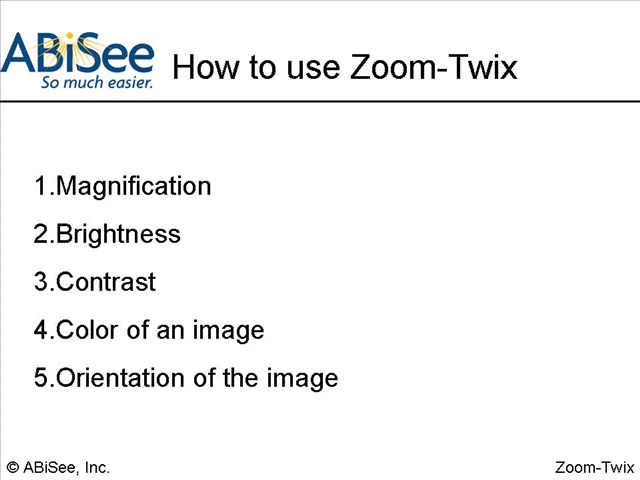 ABiSee
So much easier.
How to use Zoom-Twix
1.Magnification
2.Brightness
3.Contrast
4.Color of an image
5.Orientation of the image
© ABiSee, Inc.
Zoom-Twix